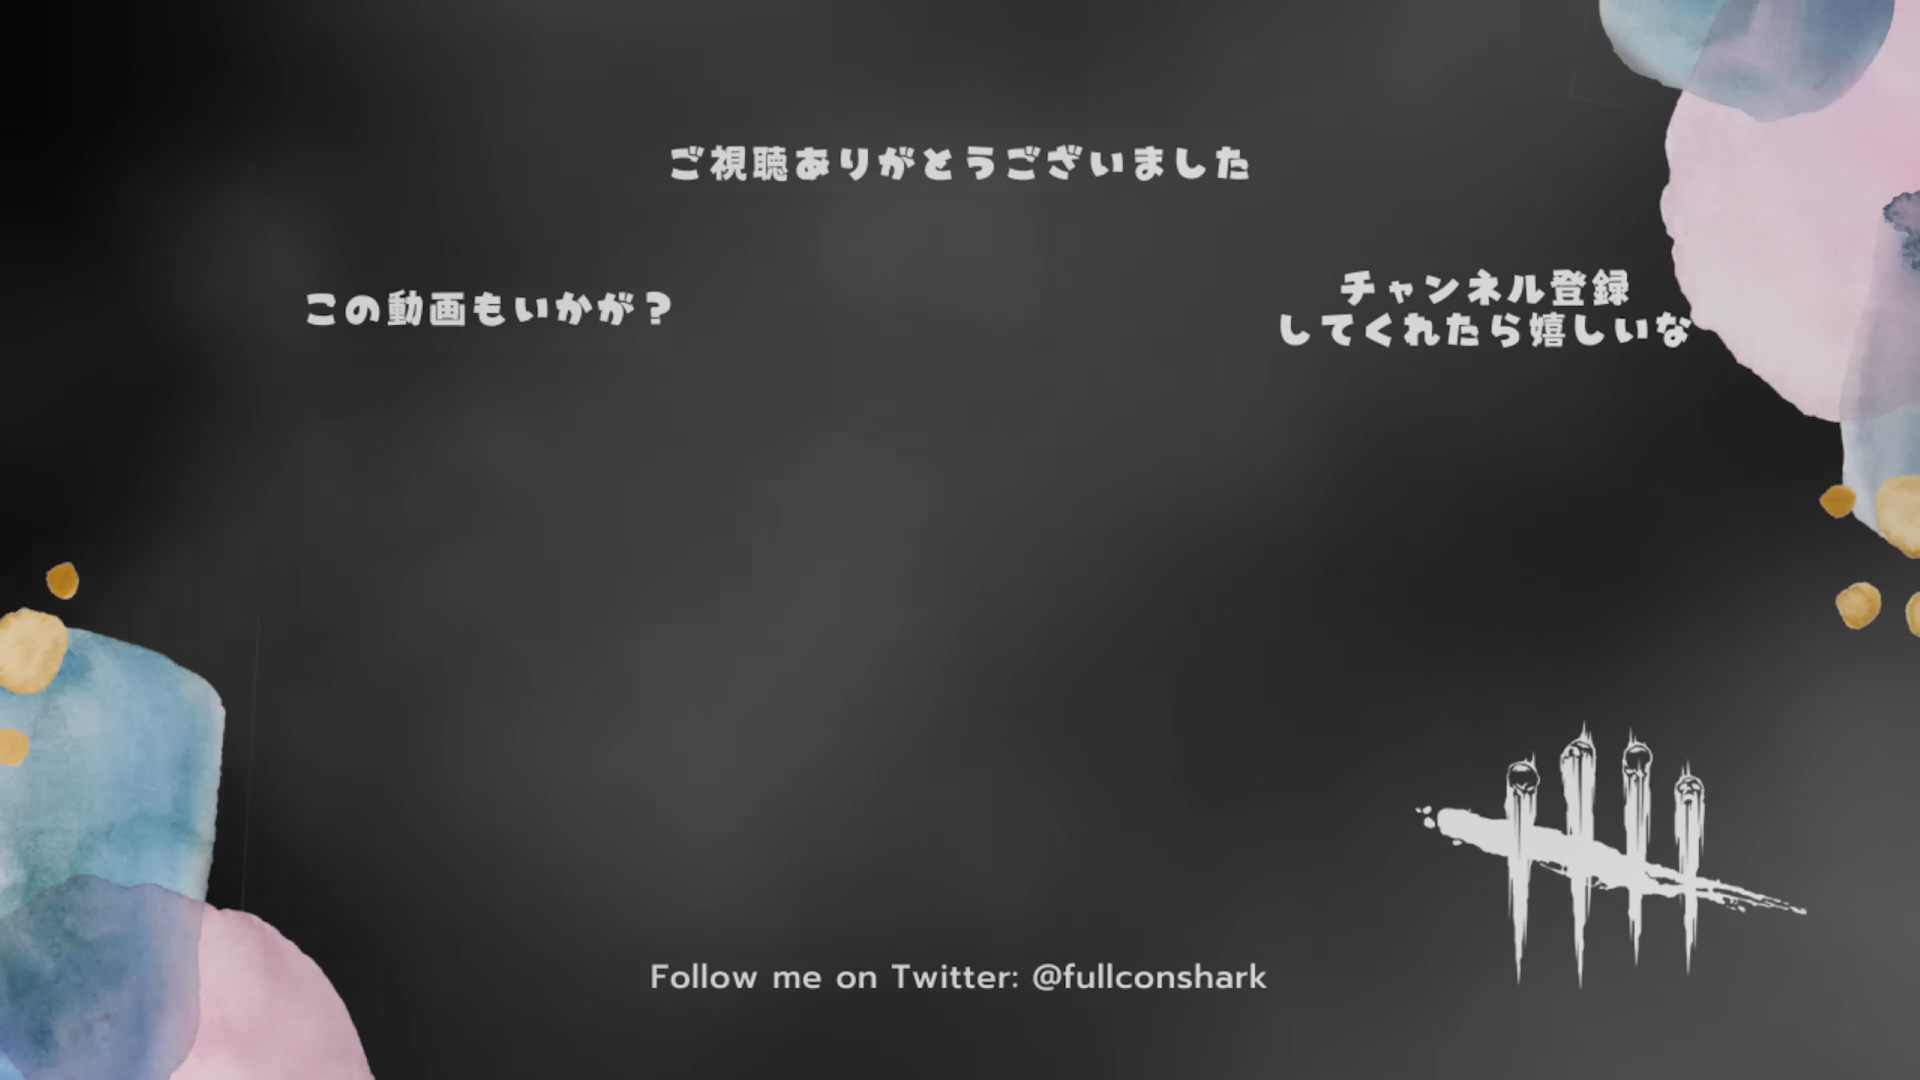 ご視聴ありがとうございました
この動画もいかが？
チャンネル登録
してくれたら嬉しいな
Follow me on Twitter: @fullconshark